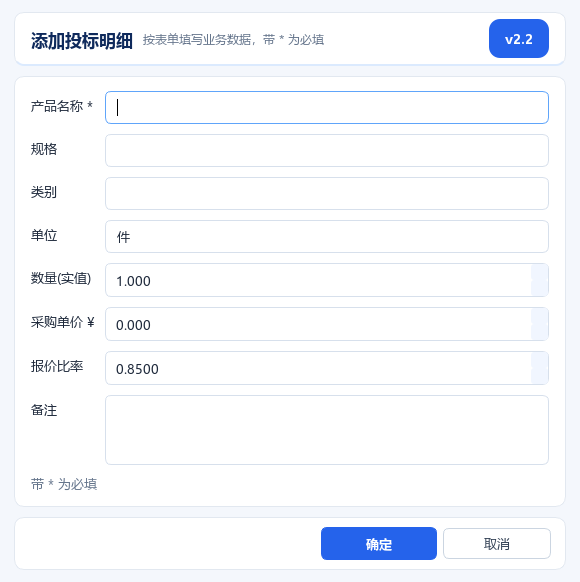 添加投标明细 按表单填写业务数据，带 * 为必填 v2.2
产品名称 *
规格
类别
单位 件
数量(实值) 1.000
采购单价 ¥ 0.000
报价比率 0.8500
备注
带 * 为必填
确定 取消